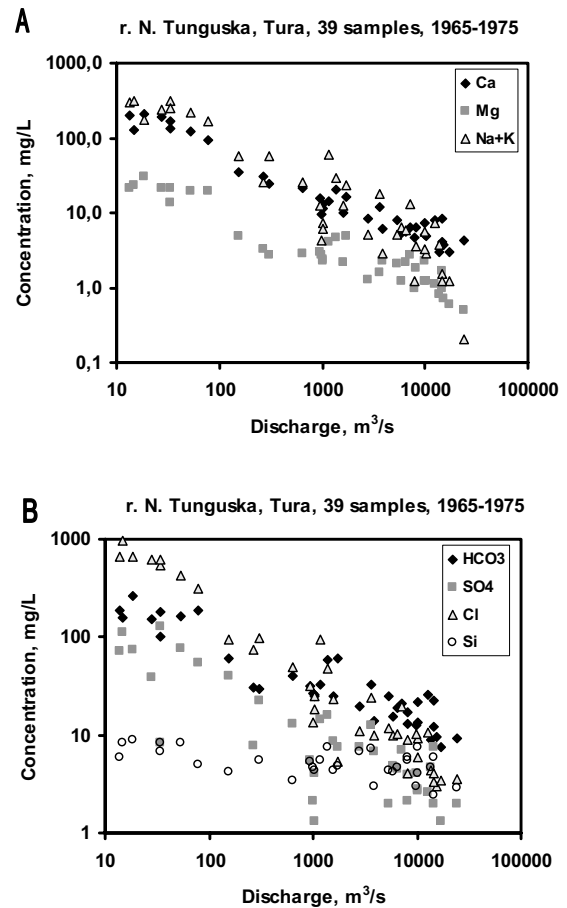 A
r. N. Tunguska, Tura, 39 samples, 1965-1975
Concentration, mg/L
1000,0
100,0
10,0
1,0
0,1
Ca
Mg
Na+K
10
100
1000
10000
100000
Discharge, m³/s
B
r. N. Tunguska, Tura, 39 samples, 1965-1975
Concentration, mg/L
1000
100
10
1
HCO3
SO4
Cl
Si
10
100
1000
10000
100000
Discharge, m³/s